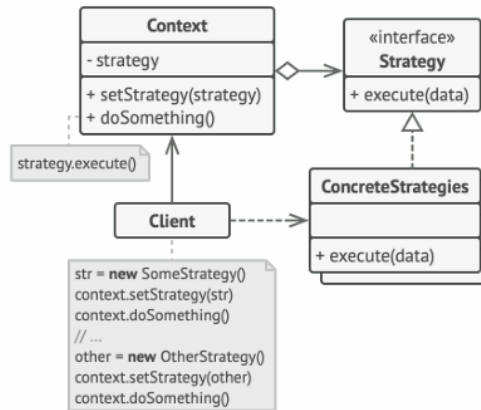 Context
- strategy
+ setStrategy(strategy)
+ doSomething()
«interface»
Strategy
+ execute(data)
strategy.execute()
ConcreteStrategies
+ execute(data)
Client
str = new SomeStrategy()
context.setStrategy(str)
context.doSomething()
// ...
other = new OtherStrategy()
context.setStrategy(other)
context.doSomething()